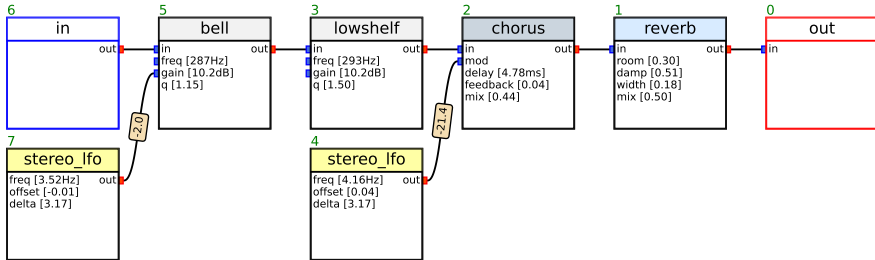 6
in
out
5
bell
in
out
freq [287Hz]
gain [10.2dB]
q [1.15]
3
lowshelf
in
out
freq [293Hz]
gain [10.2dB]
q [1.50]
2
chorus
in
out
mod
delay [4.78ms]
feedback [0.04]
mix [0.44]
1
reverb
in
out
room [0.30]
damp [0.51]
width [0.18]
mix [0.50]
0
out
in
-2.0
-21.4
7
stereo_lfo
freq [3.52Hz]
out
offset [-0.01]
delta [3.17]
4
stereo_lfo
freq [4.16Hz]
out
offset [0.04]
delta [3.17]